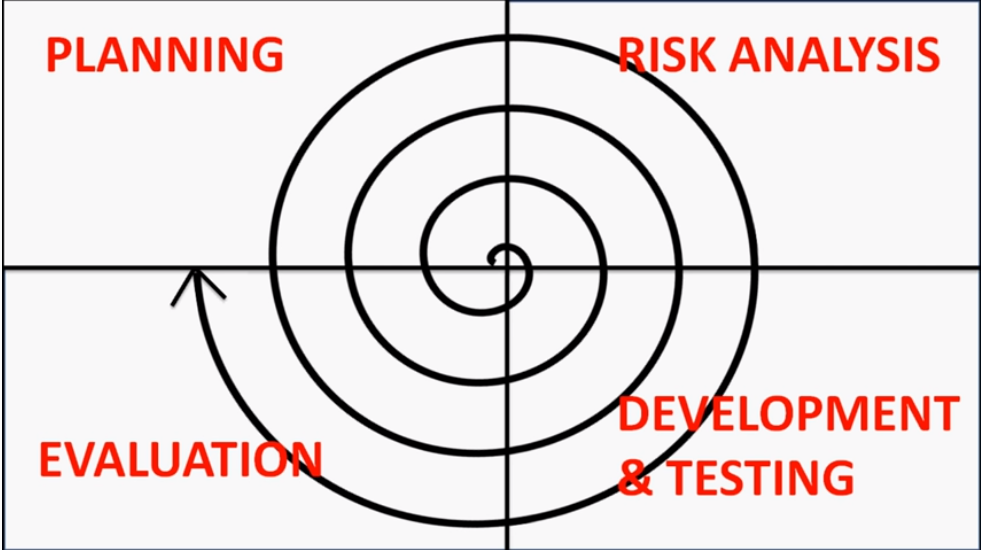 PLANNING
RISK ANALYSIS
EVALUATION
DEVELOPMENT
& TESTING